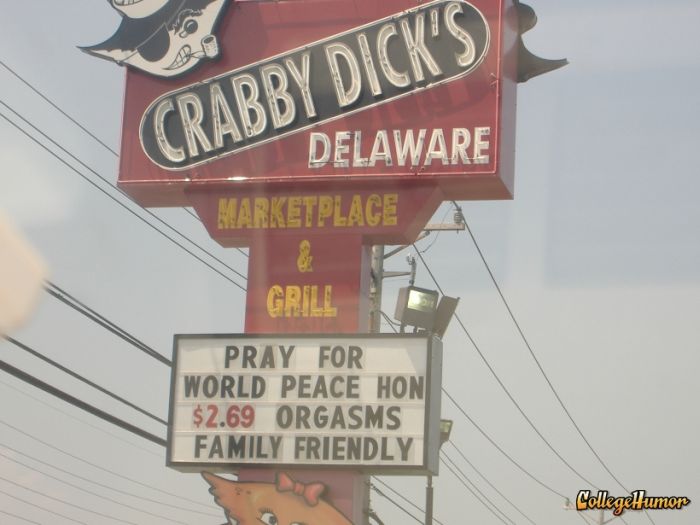 CRABBY DICK'S
DELAWARE
MARKETPLACE
&
GRILL
PRAY FOR
WORLD PEACE HON
$2.69 ORGASMS
FAMILY FRIENDLY
CollegeHumor